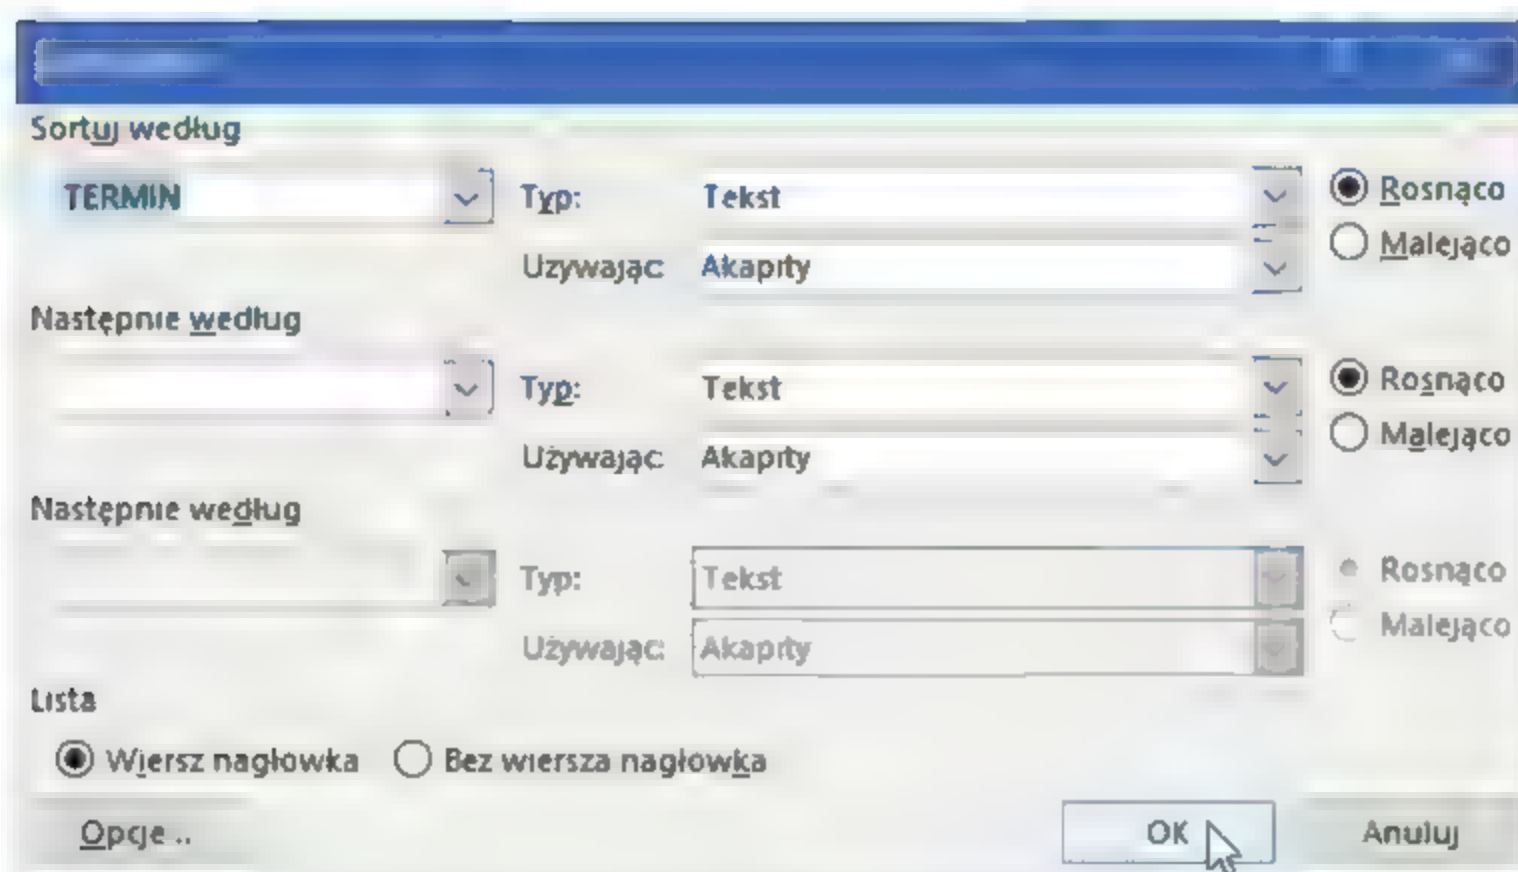 Sortuj według
TERMIN Typ: Tekst Rosnąco
Używając: Akapity Malejąco
Następnie według
Typ: Tekst Rosnąco
Używając: Akapity Malejąco
Następnie według
Typ: Tekst Rosnąco
Używając: Akapity Malejąco
Lista
Wiersz nagłówka Bez wiersza nagłówka
Opcje... OK Anuluj